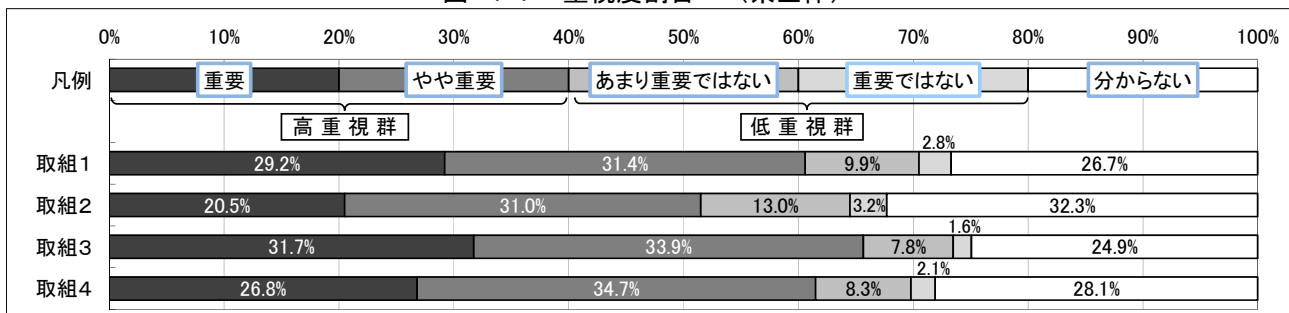 0% 10% 20% 30% 40% 50% 60% 70% 80% 90% 100%
凡例 重要 やや重要 あまり重要ではない 重要ではない 分からない
高重視群 低重視群
2.8%
取組1 29.2% 31.4% 9.9% 26.7%
取組2 20.5% 31.0% 13.0% 3.2% 32.3%
1.6%
取組3 31.7% 33.9% 7.8% 24.9%
2.1%
取組4 26.8% 34.7% 8.3% 28.1%